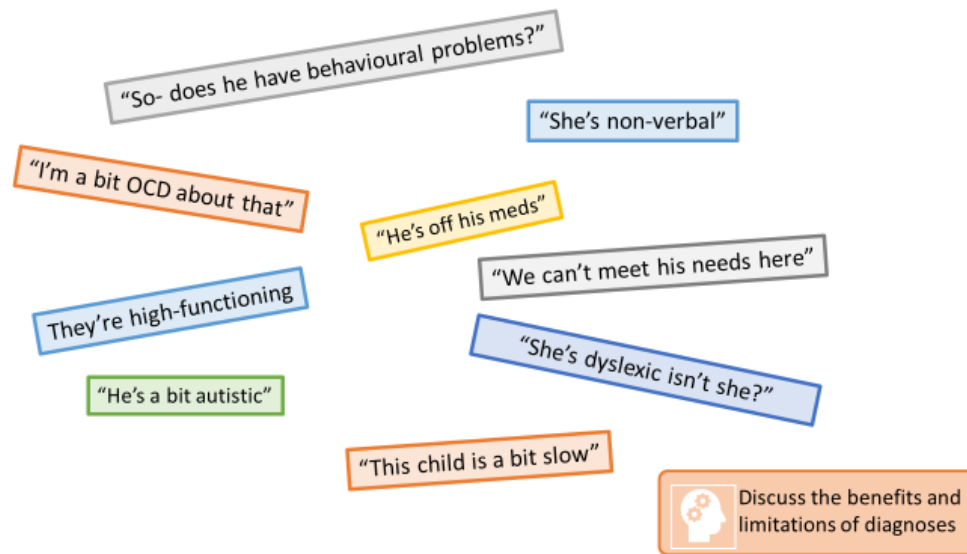 “So- does he have behavioural problems?”
“She’s non-verbal”
“I’m a bit OCD about that”
“He’s off his meds”
“We can’t meet his needs here”
They’re high-functioning
“She’s dyslexic isn’t she?”
“He’s a bit autistic”
“This child is a bit slow”
Discuss the benefits and
limitations of diagnoses